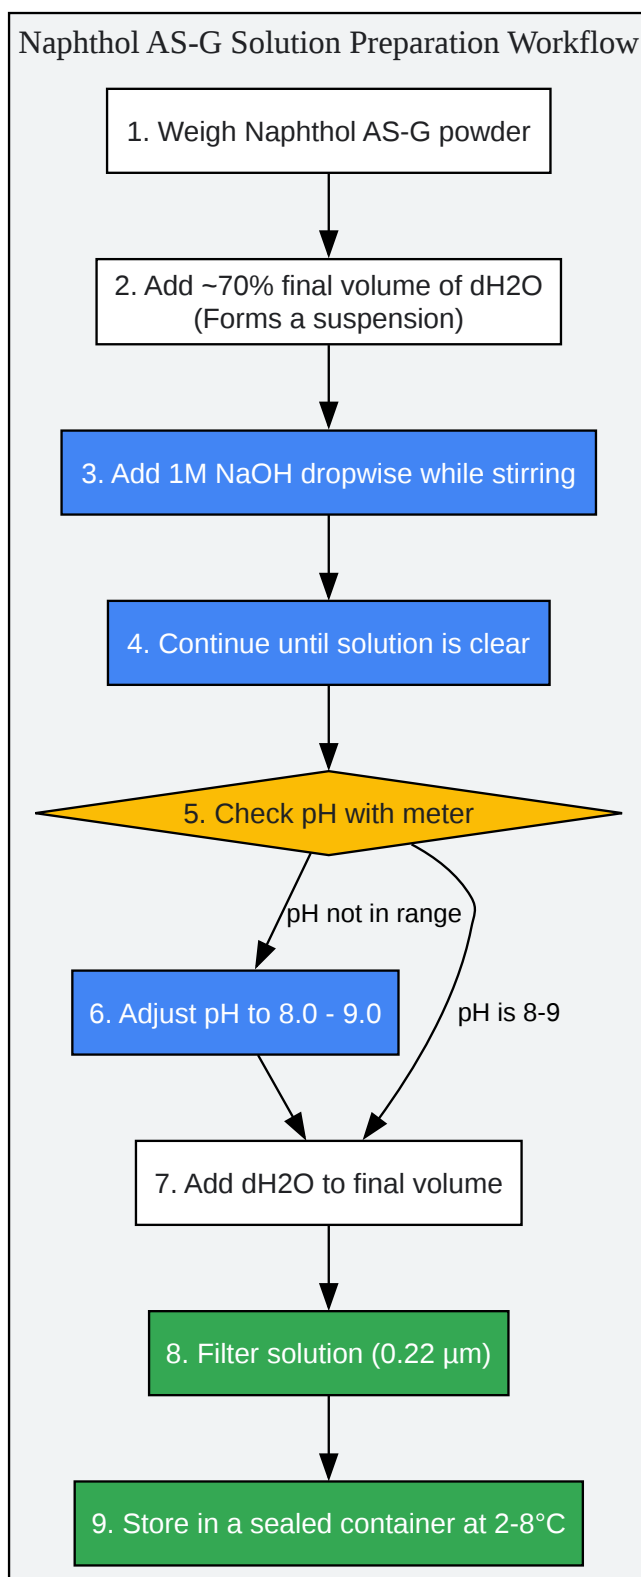 Naphthol AS-G Solution Preparation Workflow
1. Weigh Naphthol AS-G powder
2. Add ~70% final volume of dH2O
(Forms a suspension)
3. Add 1M NaOH dropwise while stirring
4. Continue until solution is clear
5. Check pH with meter
pH not in range
6. Adjust pH to 8.0 - 9.0
pH is 8-9
7. Add dH2O to final volume
8. Filter solution (0.22 µm)
9. Store in a sealed container at 2-8°C